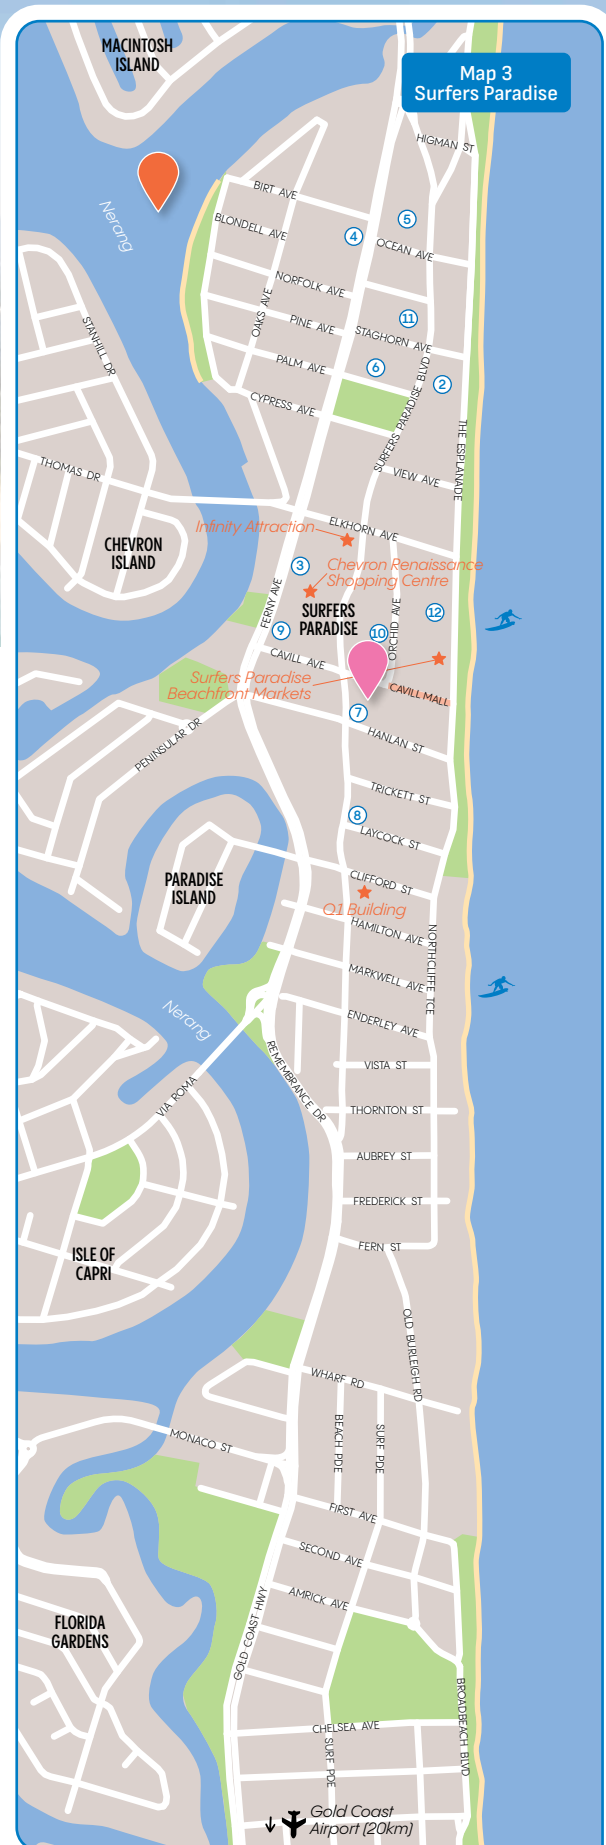 MACINTOSH
ISLAND
Map 3
Surfers Paradise
HIGMAN ST
BIRT AVE
Nerang
BLONDELL AVE
5
4
OCEAN AVE
NORFOLK AVE
OAKS AVE
STANHILL DR
PINE AVE
11
STAGHORN AVE
PALM AVE
6
2
SURFERS PARADISE BLVD
CYPRESS AVE
THE ESPLANADE
THOMAS DR
VIEW AVE
Infinity Attraction
ELKHORN AVE
CHEVRON
ISLAND
3
Chevron Renaissance
Shopping Centre
FERNY AVE
SURFERS
PARADISE
ORCHID AVE
12
9
10
CAVILL AVE
Surfers Paradise
Beachfront Markets
CAVILL MALL
7
PENINSULAR DR
HANLAN ST
TRICKETT ST
8
LAYCOCK ST
PARADISE
ISLAND
CLIFFORD ST
Q1 Building
HAMILTON AVE
NORTHCLIFFE TCE
MARKWELL AVE
Nerang
ENDERLEY AVE
REMEMBRANCE DR
VISTA ST
VIA ROMA
THORNTON ST
AUBREY ST
FREDERICK ST
FERN ST
ISLE OF
CAPRI
OLD BURLEIGH RD
WHARF RD
BEACH PDE
SURF PDE
MONACO ST
FIRST AVE
SECOND AVE
AMRICK AVE
GOLD COAST HWY
FLORIDA
GARDENS
BROADBEACH BLVD
CHELSEA AVE
SURF PDE
Gold Coast
Airport (20km)